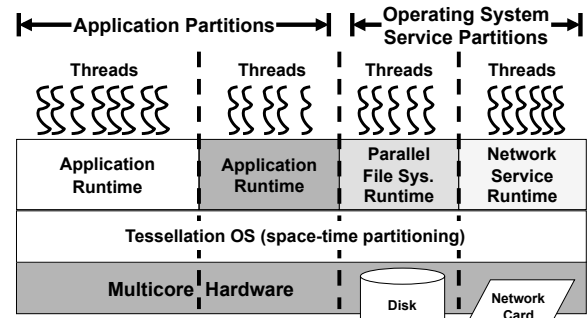 Application Partitions
Operating System
Service Partitions
Threads
Threads
Threads
Threads
Application
Runtime
Application
Runtime
Parallel
File Sys.
Runtime
Network
Service
Runtime
Tessellation OS (space-time partitioning)
Multicore Hardware
Disk
Network
Card